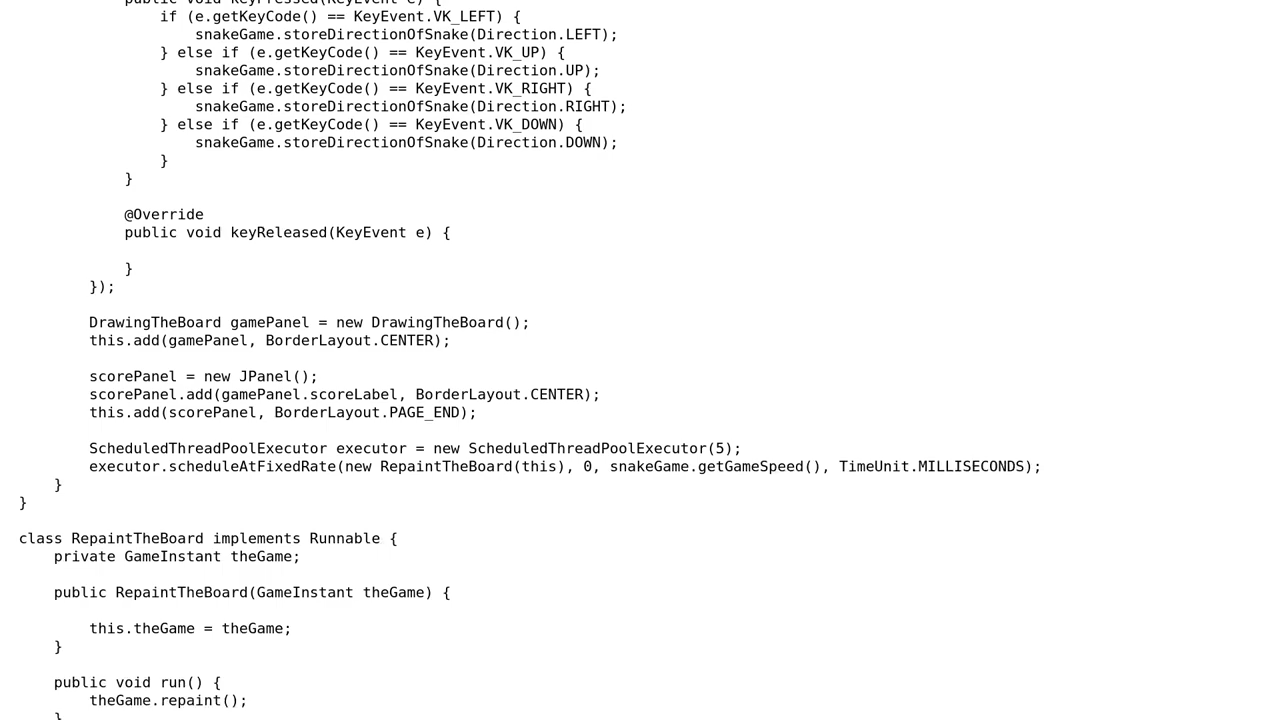 public void keyPressed(KeyEvent e) {
if (e.getKeyCode() == KeyEvent.VK_LEFT) {
snakeGame.storeDirectionOfSnake(Direction.LEFT);
} else if (e.getKeyCode() == KeyEvent.VK_UP) {
snakeGame.storeDirectionOfSnake(Direction.UP);
} else if (e.getKeyCode() == KeyEvent.VK_RIGHT) {
snakeGame.storeDirectionOfSnake(Direction.RIGHT);
} else if (e.getKeyCode() == KeyEvent.VK_DOWN) {
snakeGame.storeDirectionOfSnake(Direction.DOWN);
}
}
@Override
public void keyReleased(KeyEvent e) {
}
});
DrawingTheBoard gamePanel = new DrawingTheBoard();
this.add(gamePanel, BorderLayout.CENTER);
scorePanel = new JPanel();
scorePanel.add(gamePanel.scoreLabel, BorderLayout.CENTER);
this.add(scorePanel, BorderLayout.PAGE_END);
ScheduledThreadPoolExecutor executor = new ScheduledThreadPoolExecutor(5);
executor.scheduleAtFixedRate(new RepaintTheBoard(this), 0, snakeGame.getGameSpeed(), TimeUnit.MILLISECONDS);
}
}
class RepaintTheBoard implements Runnable {
private GameInstant theGame;
public RepaintTheBoard(GameInstant theGame) {
this.theGame = theGame;
}
public void run() {
theGame.repaint();
}